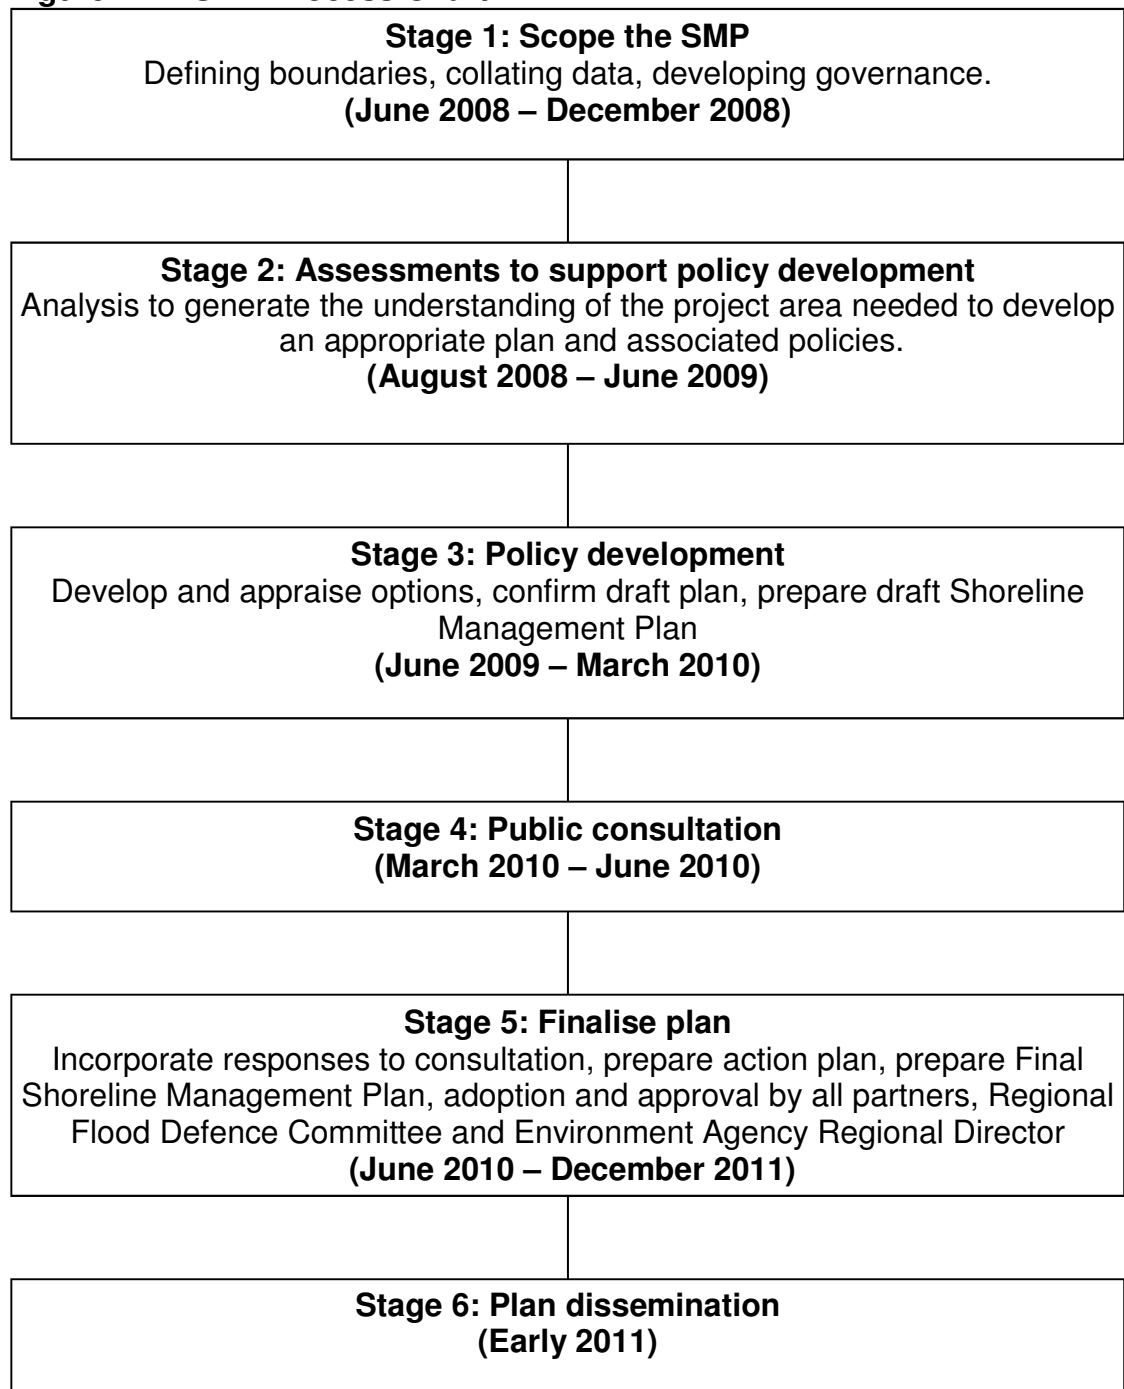 Stage 1: Scope the SMP
Defining boundaries, collating data, developing governance.
(June 2008 – December 2008)
Stage 2: Assessments to support policy development
Analysis to generate the understanding of the project area needed to develop
an appropriate plan and associated policies.
(August 2008 – June 2009)
Stage 3: Policy development
Develop and appraise options, confirm draft plan, prepare draft Shoreline
Management Plan
(June 2009 – March 2010)
Stage 4: Public consultation
(March 2010 – June 2010)
Stage 5: Finalise plan
Incorporate responses to consultation, prepare action plan, prepare Final
Shoreline Management Plan, adoption and approval by all partners, Regional
Flood Defence Committee and Environment Agency Regional Director
(June 2010 – December 2011)
Stage 6: Plan dissemination
(Early 2011)